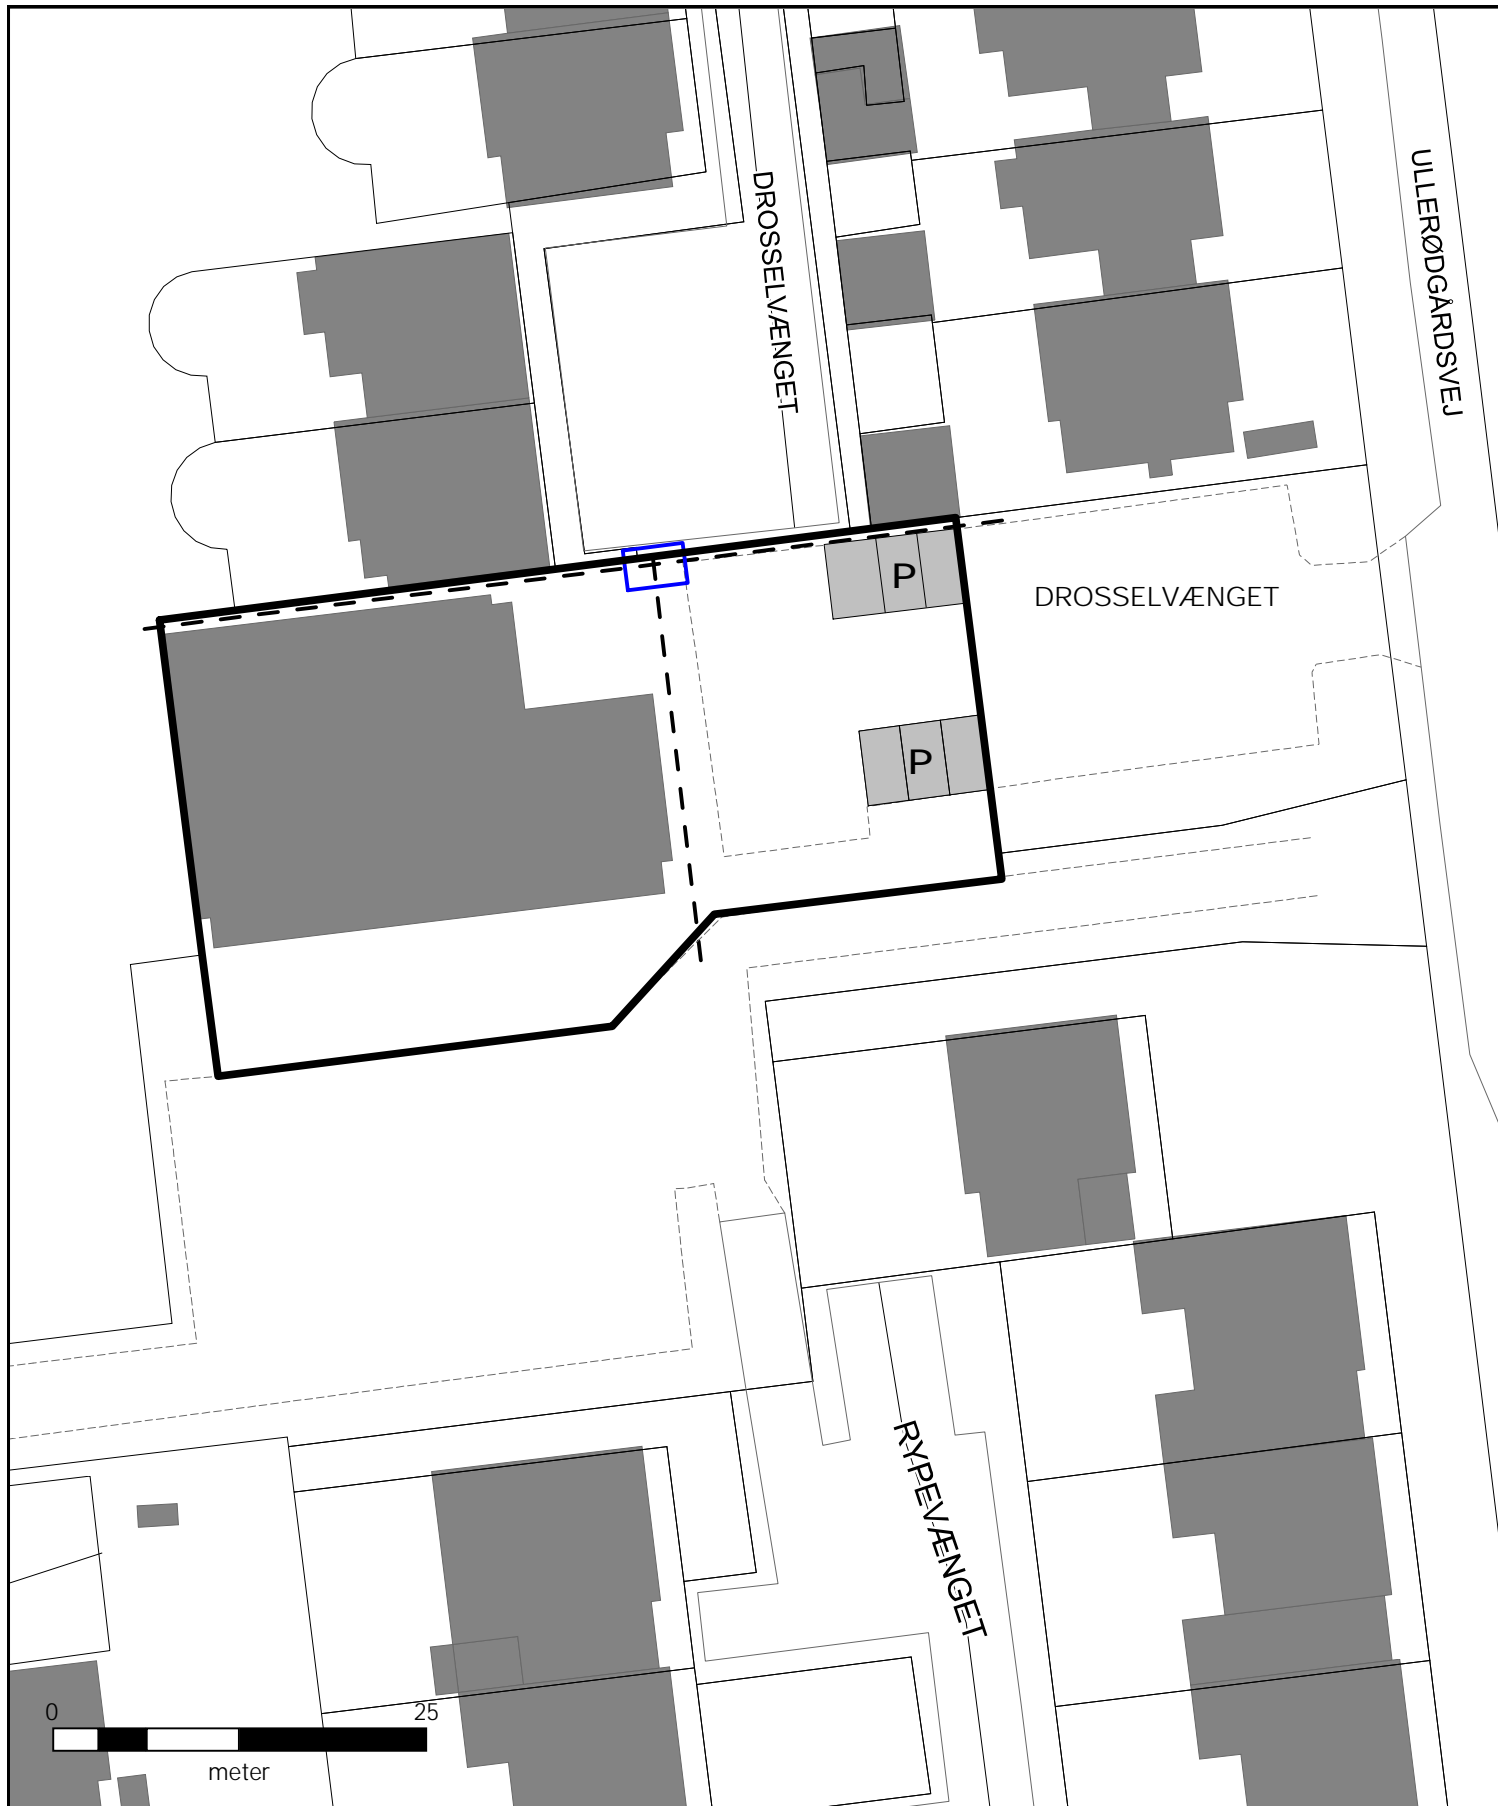 DROSSELVÆNGET
ULLERØDGÅRDSVEJ
P
DROSSELVÆNGET
P
RYPEVÆNGET
0 25
meter